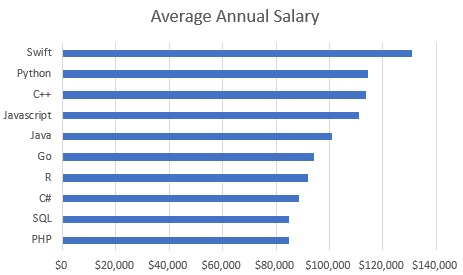 Average Annual Salary
Swift
Python
C++
Javascript
Java
Go
R
C#
SQL
PHP
$0 $20,000 $40,000 $60,000 $80,000 $100,000 $120,000 $140,000